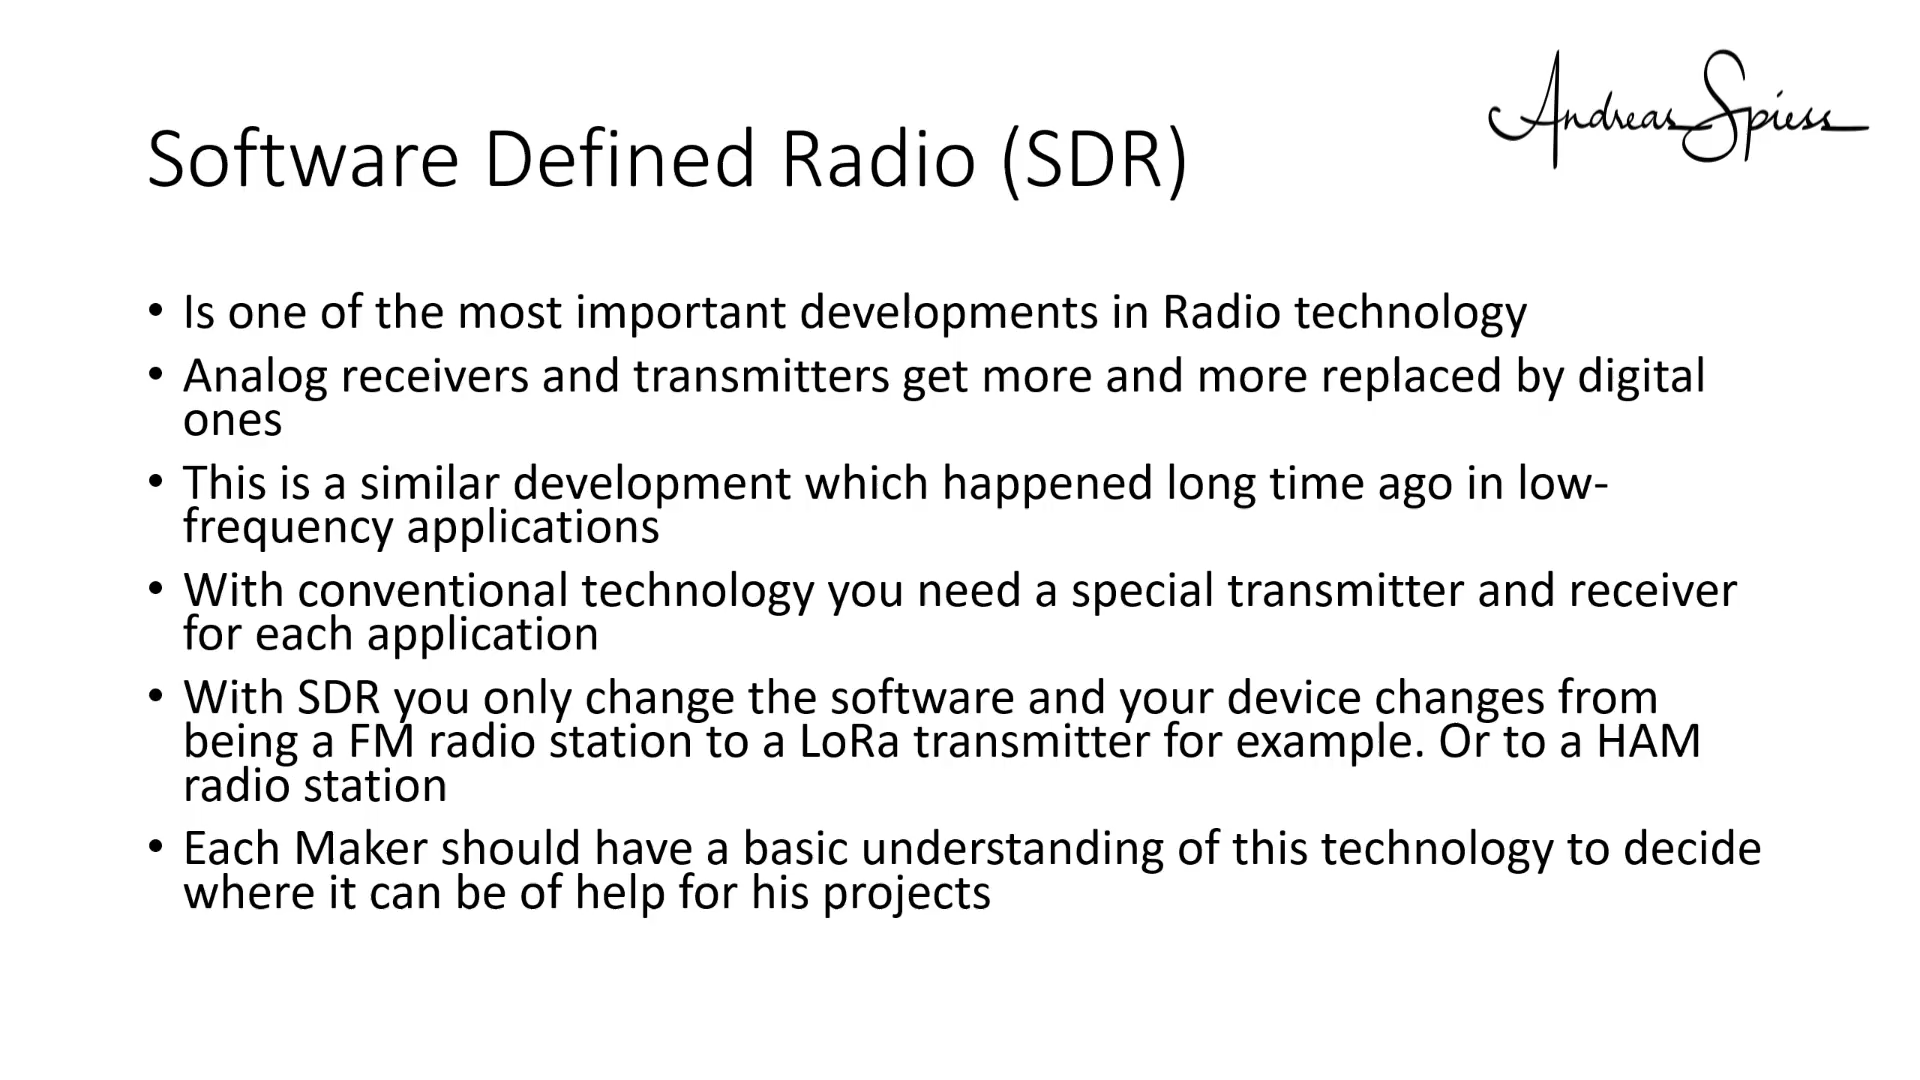 Andreas Spiess
Software Defined Radio (SDR)
• Is one of the most important developments in Radio technology
• Analog receivers and transmitters get more and more replaced by digital
ones
• This is a similar development which happened long time ago in low-
frequency applications
• With conventional technology you need a special transmitter and receiver
for each application
• With SDR you only change the software and your device changes from
being a FM radio station to a LoRa transmitter for example. Or to a HAM
radio station
• Each Maker should have a basic understanding of this technology to decide
where it can be of help for his projects